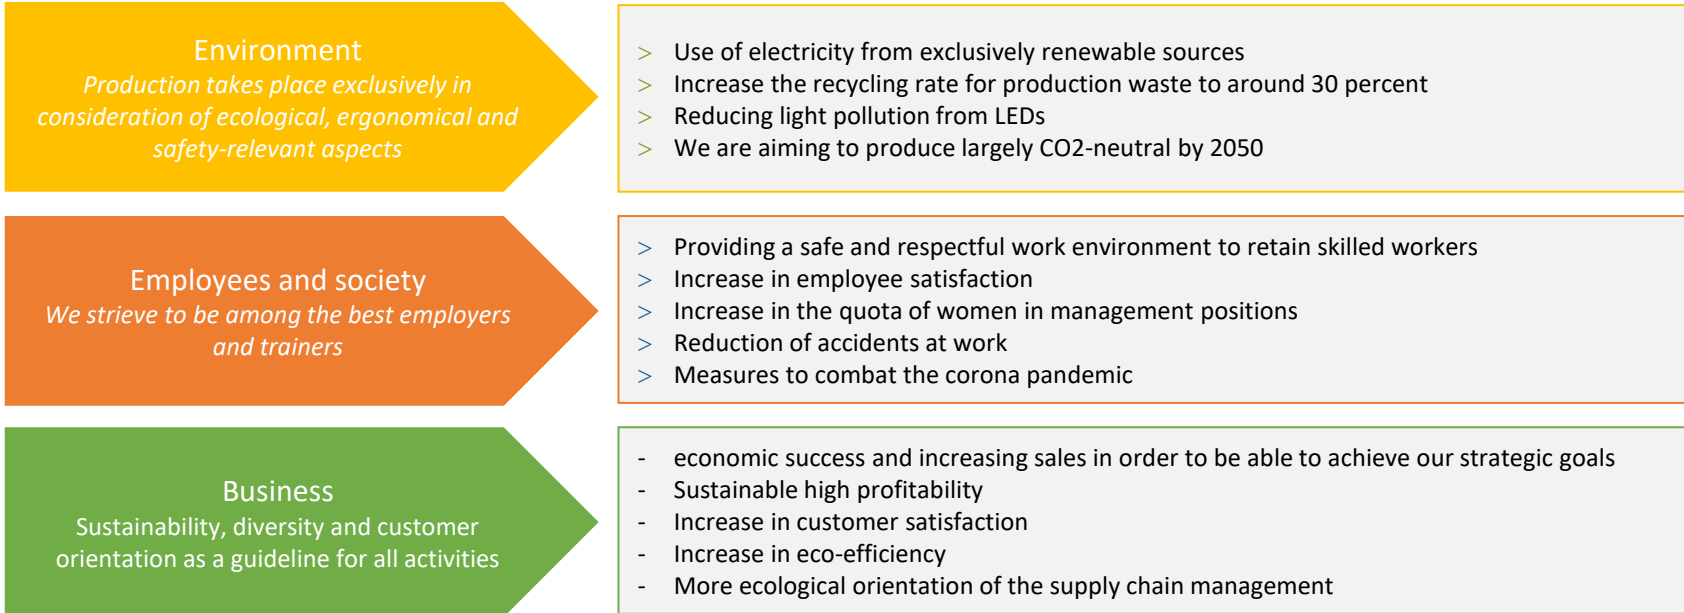 Environment
Production takes place exclusively in
consideration of ecological, ergonomical and
safety-relevant aspects
> Use of electricity from exclusively renewable sources
> Increase the recycling rate for production waste to around 30 percent
> Reducing light pollution from LEDs
> We are aiming to produce largely CO2-neutral by 2050
Employees and society
We strieve to be among the best employers
and trainers
> Providing a safe and respectful work environment to retain skilled workers
> Increase in employee satisfaction
> Increase in the quota of women in management positions
> Reduction of accidents at work
> Measures to combat the corona pandemic
Business
Sustainability, diversity and customer
orientation as a guideline for all activities
- economic success and increasing sales in order to be able to achieve our strategic goals
- Sustainable high profitability
- Increase in customer satisfaction
- Increase in eco-efficiency
- More ecological orientation of the supply chain management